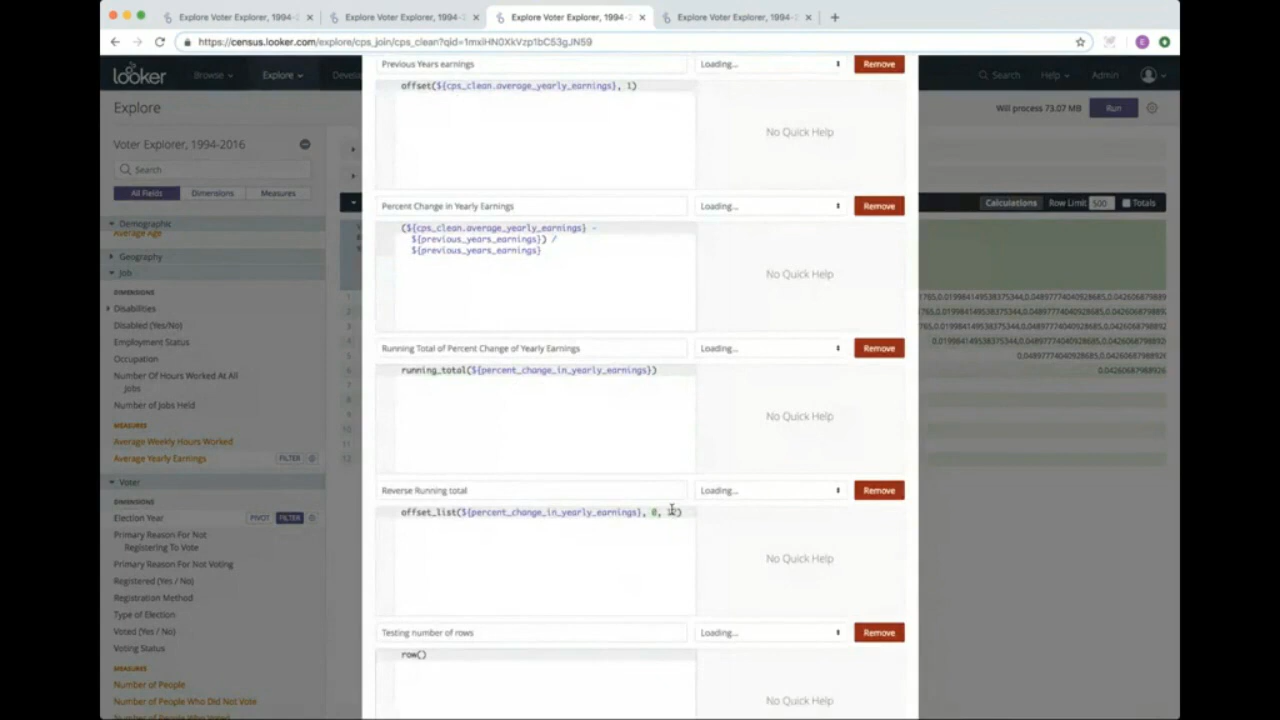 Explore Voter Explorer, 1994-2
Explore Voter Explorer, 1994-2
Explore Voter Explorer, 1994-2
Explore Voter Explorer, 1994-2
looker
Browse
Explore
Develop
Search
Help
Admin
Explore
Will process 73.07 MB
Run
Voter Explorer, 1994-2016
Search
All Fields
Dimensions
Measures
Demographic
Average Age
Geography
Job
DIMENSIONS
Disabilities
Disabled (Yes/No)
Employment Status
Occupation
Number Of Hours Worked At All
Jobs
Number of Jobs Held
MEASURES
Average Weekly Hours Worked
Average Yearly Earnings
FILTER
Voter
DIMENSIONS
Election Year
PIVOT
FILTER
Primary Reason For Not
Registering To Vote
Primary Reason For Not Voting
Registered (Yes / No)
Registration Method
Type of Election
Voted (Yes / No)
Voting Status
MEASURES
Number of People
Number of People Who Did Not Vote
Previous Years earnings
Loading...
Remove
offset(${cps_clean.average_yearly_earnings}, 1)
No Quick Help
Percent Change in Yearly Earnings
Loading...
Remove
(${cps_clean.average_yearly_earnings} -
${previous_years_earnings}) /
${previous_years_earnings}
No Quick Help
Running Total of Percent Change of Yearly Earnings
Loading...
Remove
running_total(${percent_change_in_yearly_earnings})
No Quick Help
Reverse Running total
Loading...
Remove
offset_list(${percent_change_in_yearly_earnings}, 0,
No Quick Help
Testing number of rows
Loading...
Remove
row()
No Quick Help
Calculations
Row Limit
500
Totals